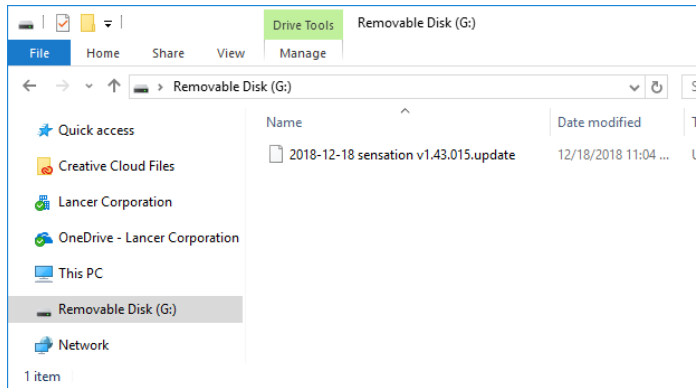 Drive Tools Removable Disk (G:)
File Home Share View Manage
Removable Disk (G:)
Name Date modified
Quick access
2018-12-18 sensation v1.43.015.update 12/18/2018 11:04 ...
Creative Cloud Files
Lancer Corporation
OneDrive - Lancer Corporation
This PC
Removable Disk (G:)
Network
1 item